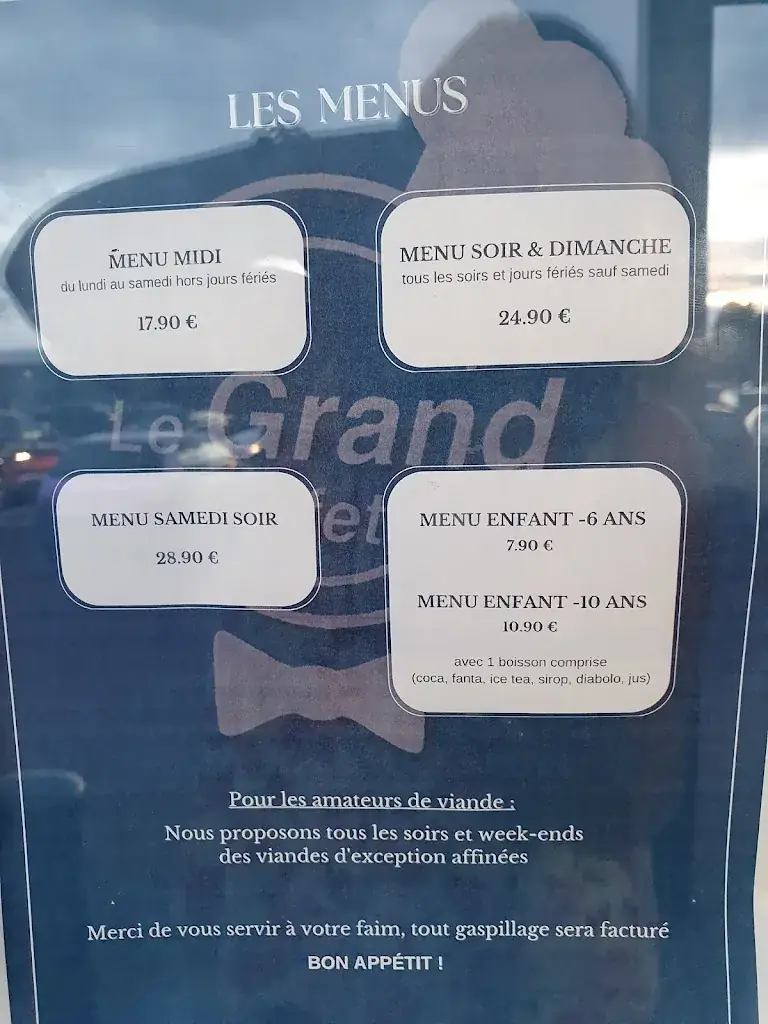 LES MENUS
MENU MIDI
du lundi au samedi hors jours fériés
17.90 €
MENU SOIR & DIMANCHE
tous les soirs et jours fériés sauf samedi
24.90 €
Le Grand
MENU SAMEDI SOIR
28.90 €
MENU ENFANT -6 ANS
7.90 €
MENU ENFANT -10 ANS
10.90 €
avec 1 boisson comprise
(coca, fanta, ice tea, sirop, diabolo, jus)
Pour les amateurs de viande :
Nous proposons tous les soirs et week-ends
des viandes d'exception affinées
Merci de vous servir à votre faim, tout gaspillage sera facturé
BON APPÉTIT !